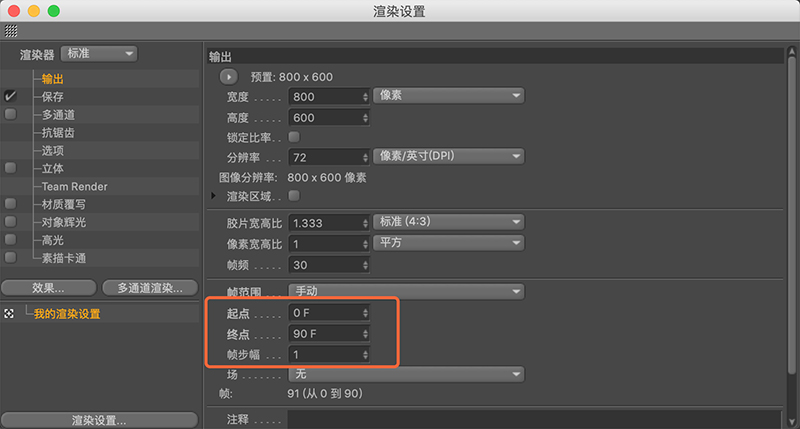 渲染设置
渲染器 标准
输出
保存
多通道
抗锯齿
选项
立体
Team Render
材质覆写
对象辉光
高光
素描卡通
效果... 多通道渲染...
我的渲染设置
渲染设置...
输出
预置: 800 x 600
宽度 ..... 800 像素
高度 ..... 600
锁定比率..
分辨率 ... 72 像素/英寸(DPI)
图像分辨率: 800 x 600 像素
渲染区域..
胶片宽高比 1.333 标准 (4:3)
像素宽高比 1 平方
帧频 ..... 30
帧范围 ... 手动
起点 ..... 0 F
终点 ..... 90 F
帧步幅 ... 1
场 ....... 无
帧: 91 (从 0 到 90)
注释 .....